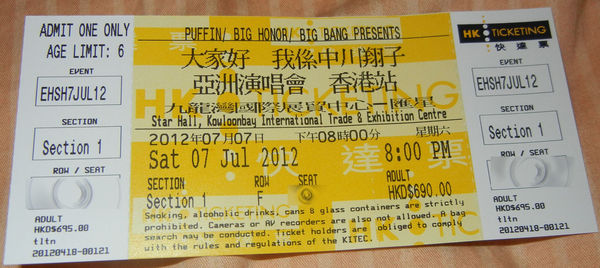 ADMIT ONE ONLY
AGE LIMIT: 6
EVENT
EHSH7JUL12
SECTION
Section 1
ROW / SEAT
ADULT
HKD$695.00
tltn
20120418-00121
PUFFIN/ BIG HONOR/ BIG BANG PRESENTS
大家好 我係中川翔子
亞洲演唱會 香港站
九龍灣國際展貿中心-匯星
Star Hall, Kowloonbay International Trade & Exhibition Centre
2012年07月07日 下午08時00分 星期六
Sat 07 Jul 2012 8:00 PM
SECTION ROW SEAT ADULT
Section 1 F HKD$690.00
Smoking, alcoholic drinks, cans & glass containers are strictly
prohibited. Cameras or AV recorders are also not allowed. A bag
search may be conducted. Ticket holders are obliged to comply
with the rules and regulations of the KITEC.
HK TICKETING
快達票
EVENT
EHSH7JUL12
SECTION
Section 1
ROW / SEAT
ADULT
HKD$695.00
tltn
20120418-00121